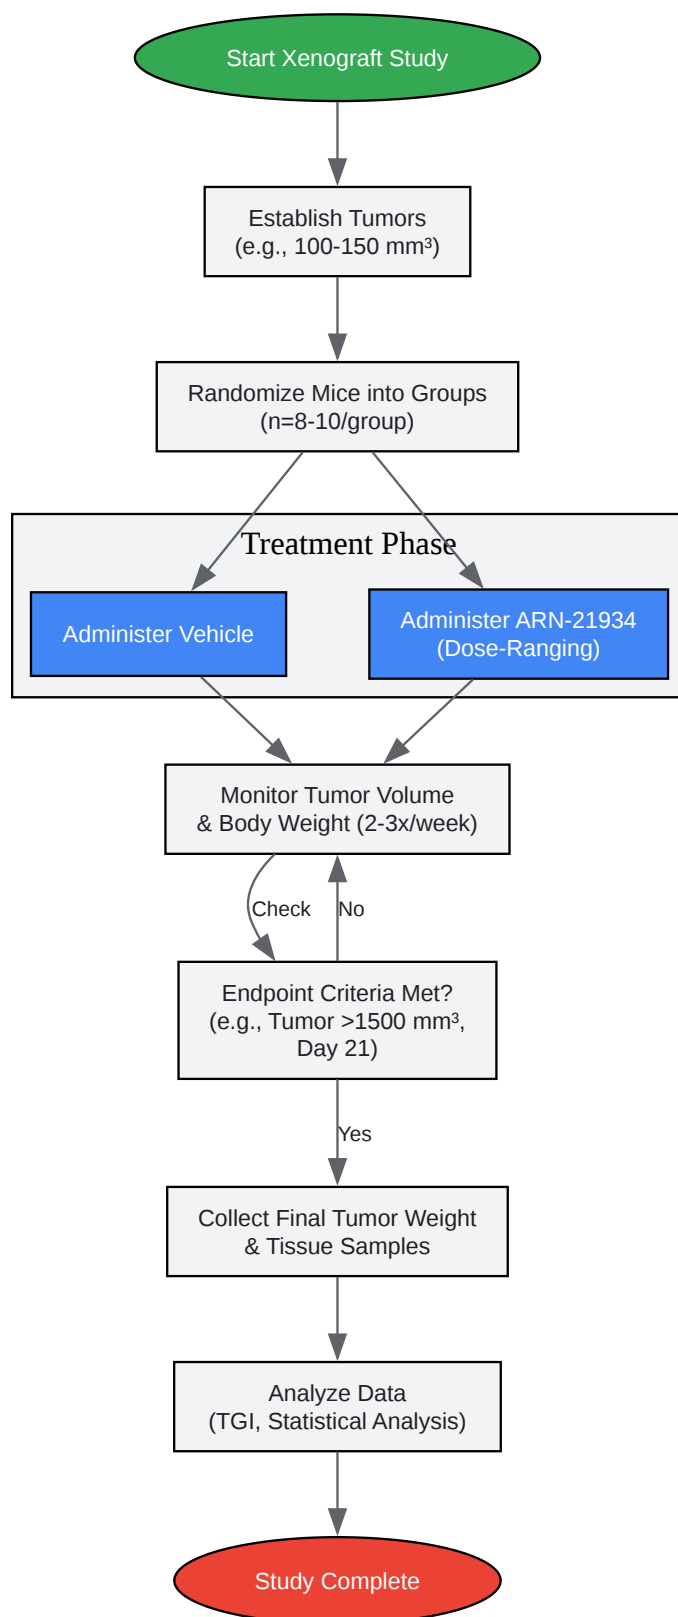 Start Xenograft Study
Establish Tumors
(e.g., 100-150 mm³)
Randomize Mice into Groups
(n=8-10/group)
Treatment Phase
Administer Vehicle
Administer ARN-21934
(Dose-Ranging)
Monitor Tumor Volume
& Body Weight (2-3x/week)
Check
No
Endpoint Criteria Met?
(e.g., Tumor >1500 mm³,
Day 21)
Yes
Collect Final Tumor Weight
& Tissue Samples
Analyze Data
(TGI, Statistical Analysis)
Study Complete